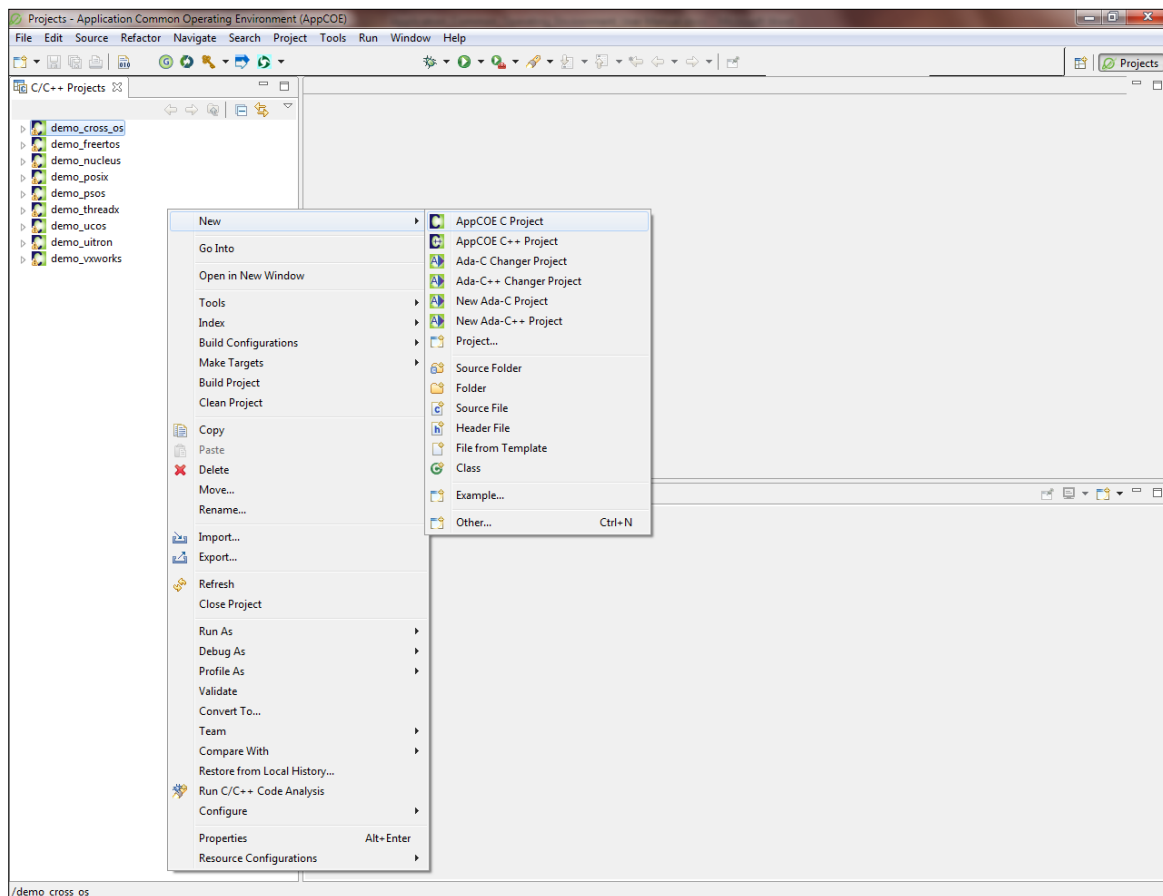 Projects - Application Common Operating Environment (AppCOE)
File Edit Source Refactor Navigate Search Project Tools Run Window Help
Projects
C/C++ Projects
demo_cross_os
demo_freertos
demo_nucleus
demo_posix
demo_psos
demo_threadx
demo_ucos
demo_uitron
demo_vxworks
New
Go Into
Open in New Window
Tools
Index
Build Configurations
Make Targets
Build Project
Clean Project
Copy
Paste
Delete
Move...
Rename...
Import...
Export...
Refresh
Close Project
Run As
Debug As
Profile As
Validate
Convert To...
Team
Compare With
Restore from Local History...
Run C/C++ Code Analysis
Configure
Properties Alt+Enter
Resource Configurations
AppCOE C Project
AppCOE C++ Project
Ada-C Changer Project
Ada-C++ Changer Project
New Ada-C Project
New Ada-C++ Project
Project...
Source Folder
Folder
Source File
Header File
File from Template
Class
Example...
Other... Ctrl+N
/demo_cross_os